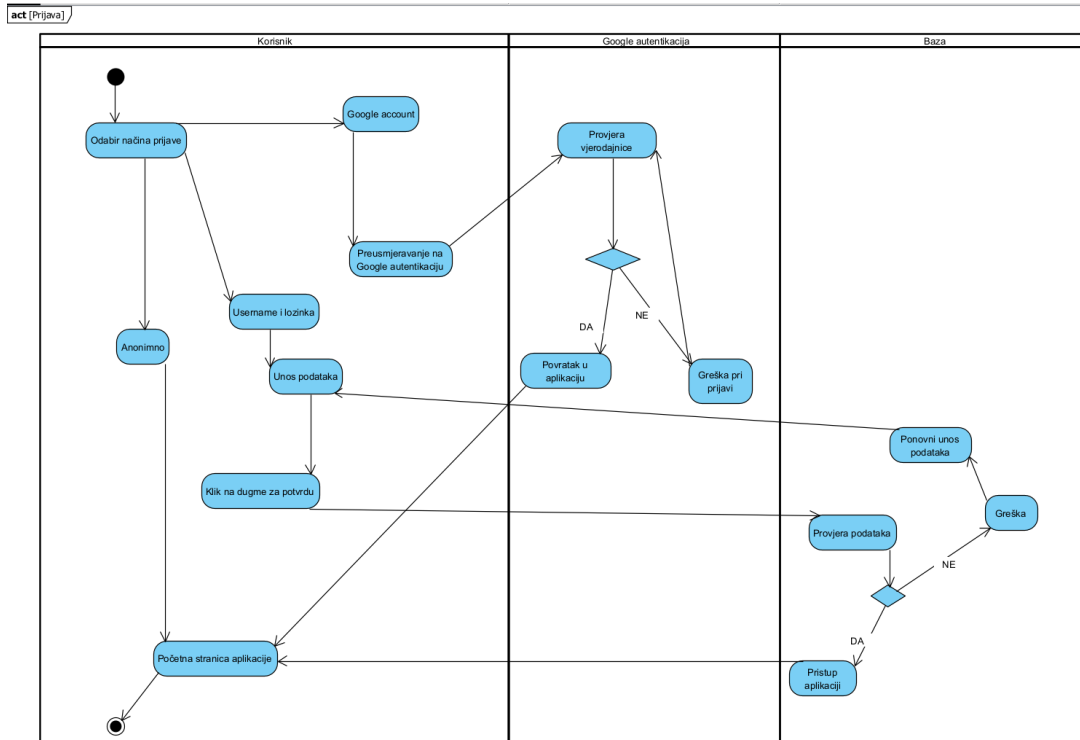 act [Prijava]
Korisnik
Google autentikacija
Baza
Google account
Odabir načina prijave
Provjera
vjerodajnice
Preusmjeravanje na
Google autentikaciju
Username i lozinka
DA
NE
Anonimno
Unos podataka
Povratak u
aplikaciju
Greška pri
prijavi
Ponovni unos
podataka
Klik na dugme za potvrdu
Greška
Provjera podataka
NE
DA
Početna stranica aplikacije
Pristup
aplikaciji